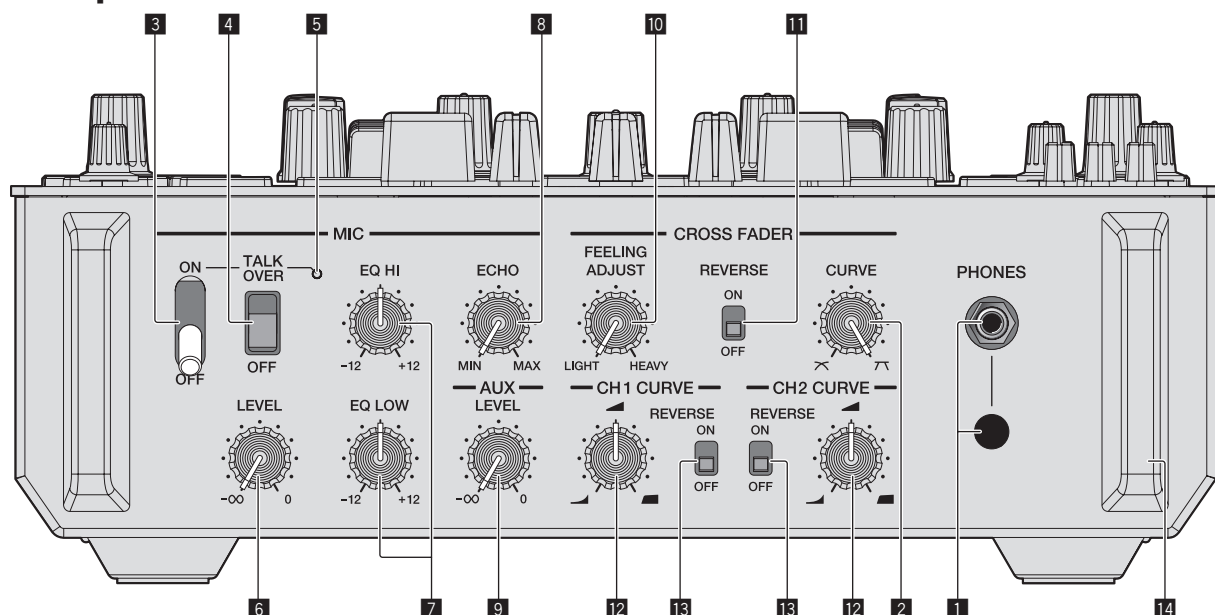 3 4 5 8 10 11
MIC
CROSS FADER
ON
TALK
OVER
EQ HI
ECHO
FEELING
ADJUST
REVERSE
CURVE
PHONES
ON
OFF
OFF
-12 +12
MIN MAX
LIGHT HEAVY
OFF
AUX
CH1 CURVE
CH2 CURVE
LEVEL
EQ LOW
LEVEL
REVERSE
ON
REVERSE
ON
-∞ 0
-12 +12
-∞ 0
OFF
OFF
6 7 9 12 13 13 12 2 1 14